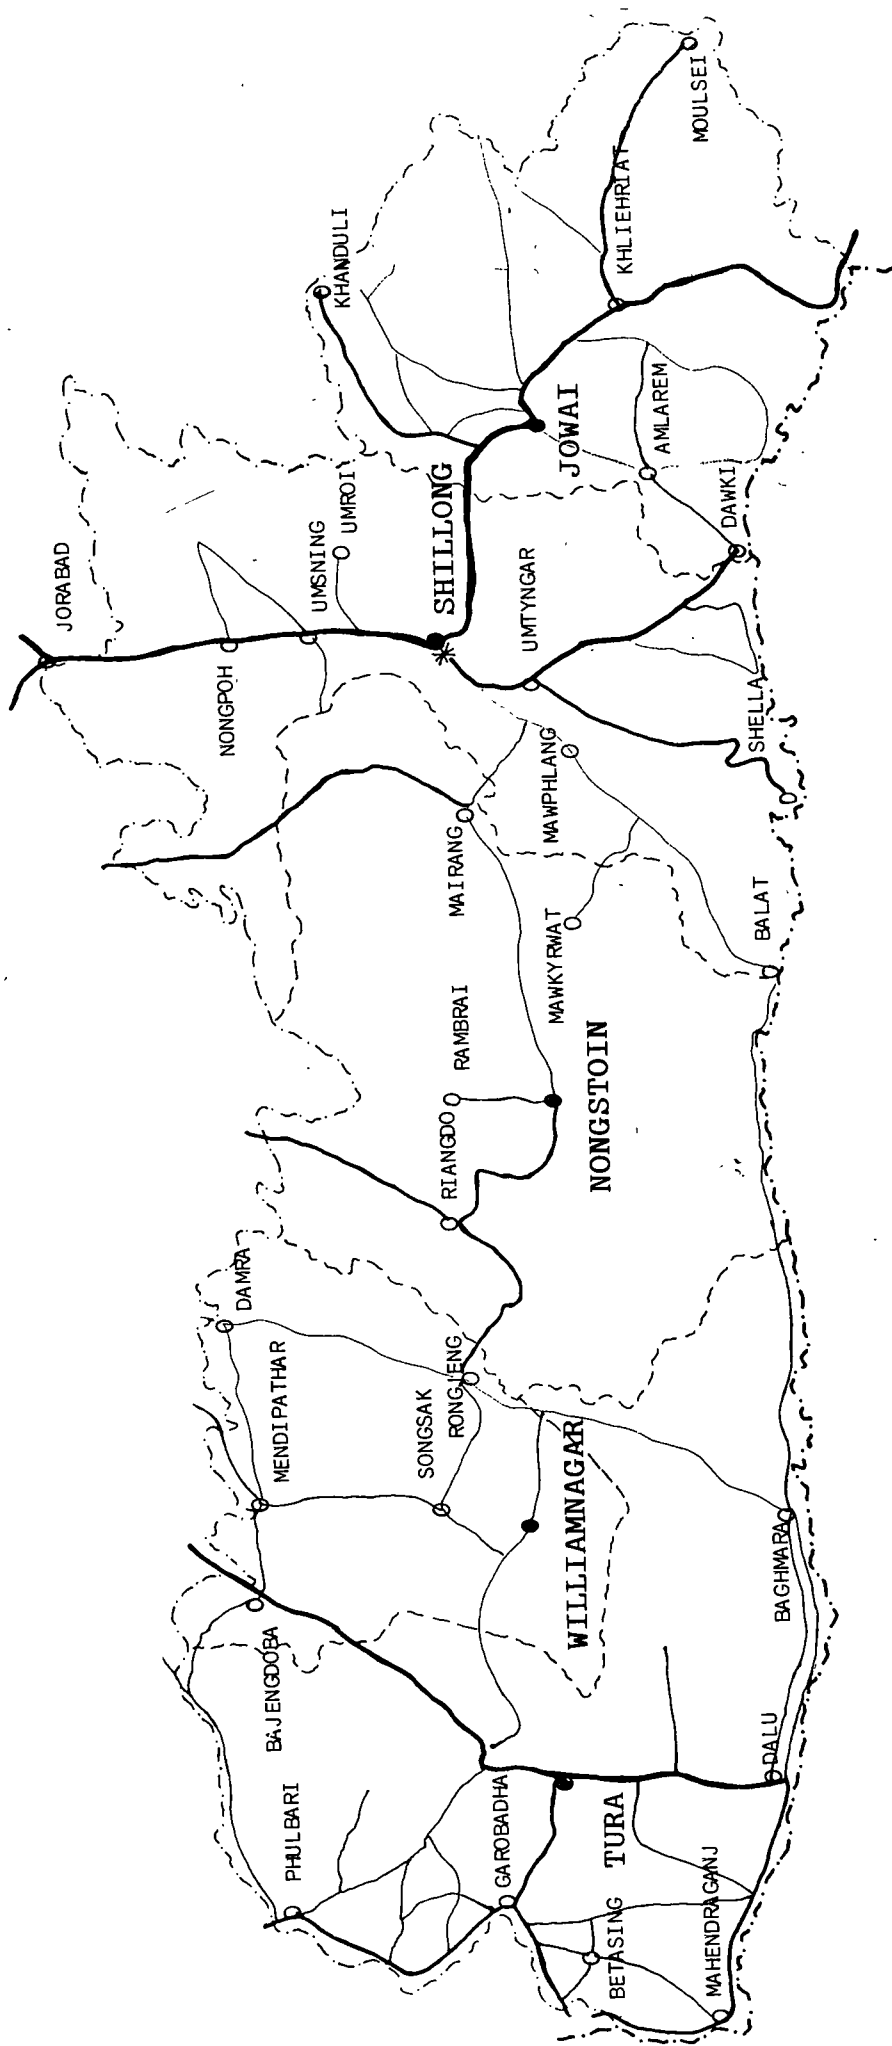 MOULSEI
KHLIEHRIAT
KHANDULI
AMLAREM
JOWAI
DAWKI
UMROI
SHILLONG
UMSNING
JORABAD
UMTYNGAR
NONGPOH
SHELLA
MAWPHLANG
MAIRANG
BALAT
MAWKYRWAT
RAMBRAI
NONGSTOIN
RIANGDO
DAMRA
MENDIPATHAR
RONGJENG
SONGSAK
WILLIAMNAGAR
BAGHMARA
BAJENGDOBA
DALU
PHULBARI
GAROBADHA
TURA
MAHENDRAGANJ
BETASING